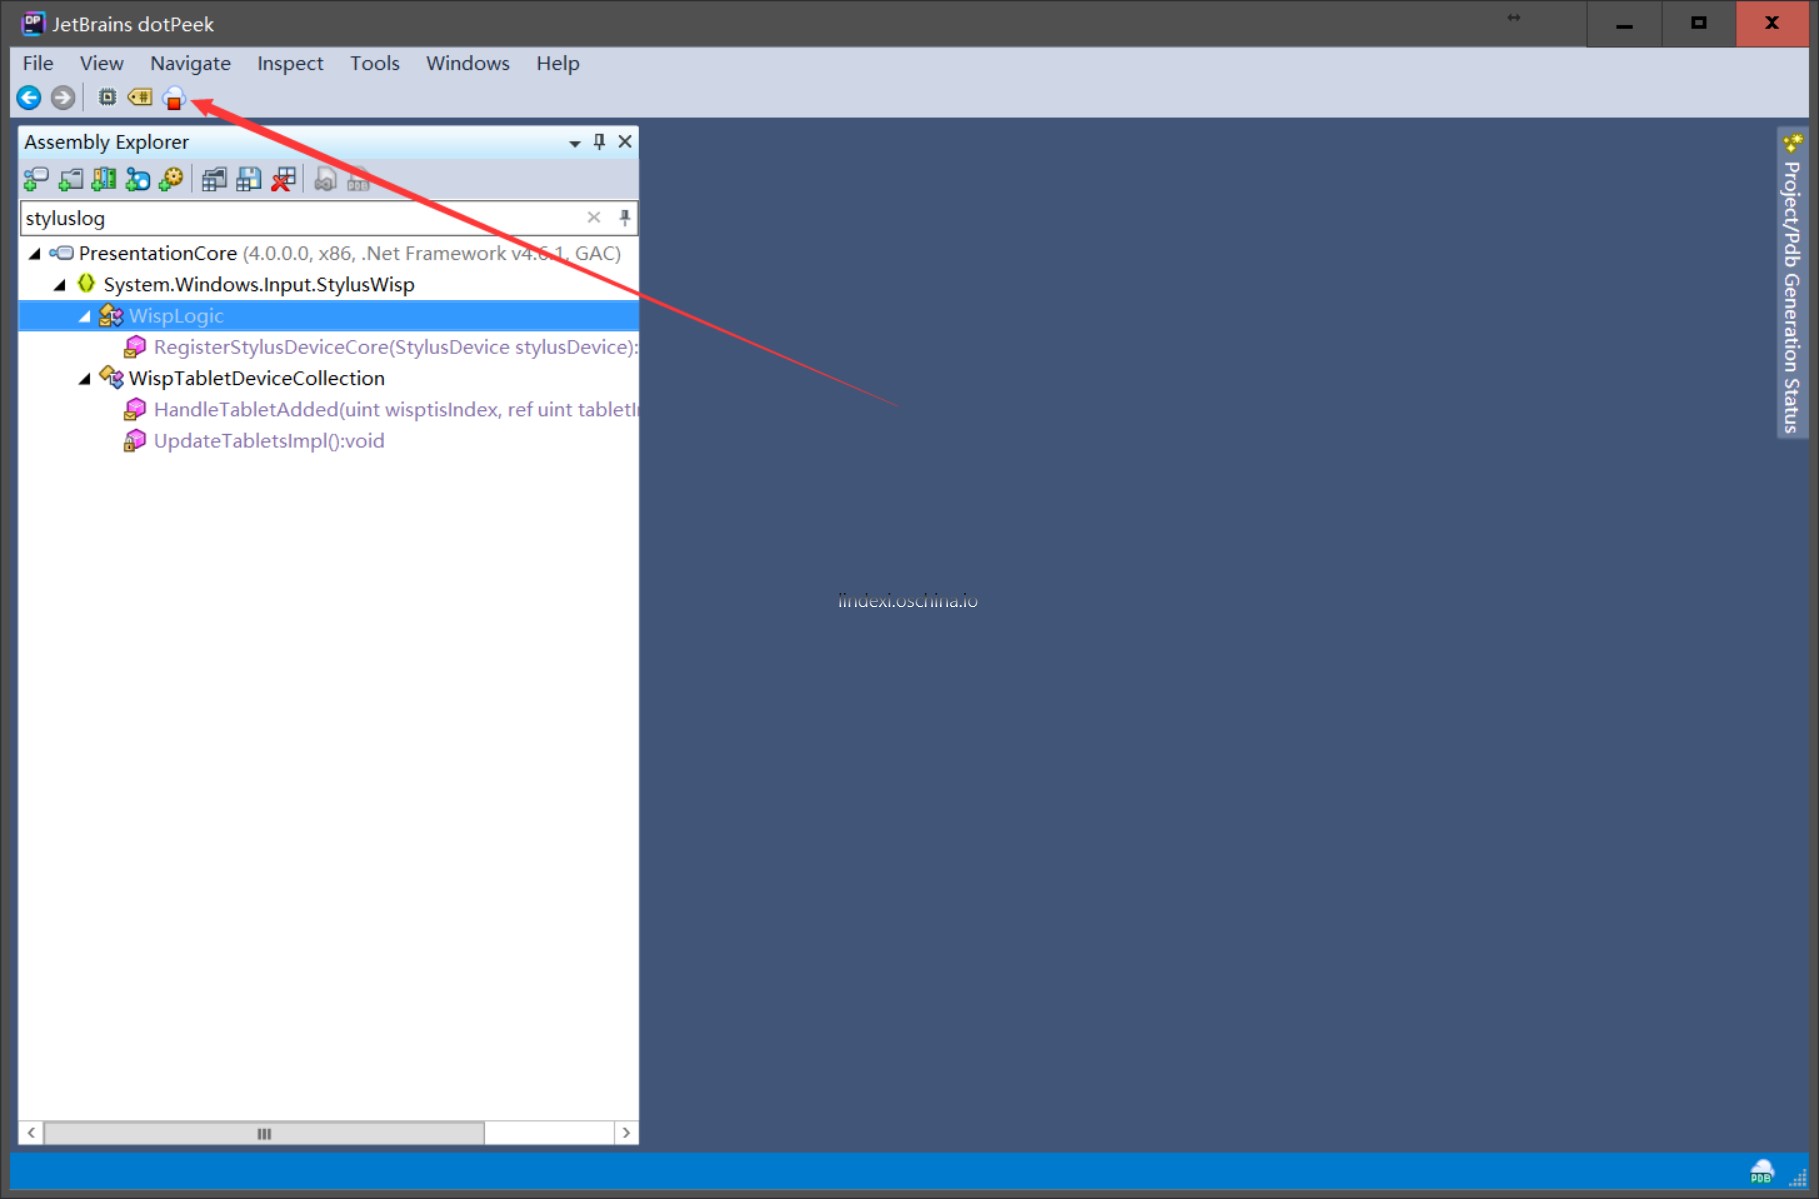 JetBrains dotPeek
File View Navigate Inspect Tools Windows Help
Assembly Explorer
styluslog
PresentationCore (4.0.0.0, x86, .Net Framework v4.6.1, GAC)
System.Windows.Input.StylusWisp
WispLogic
RegisterStylusDeviceCore(StylusDevice stylusDevice):
WispTabletDeviceCollection
HandleTabletAdded(uint wisptisIndex, ref uint tabletI
UpdateTabletsImpl():void
lindexi.oschina.io
Project/Pdb Generation Status
PDB